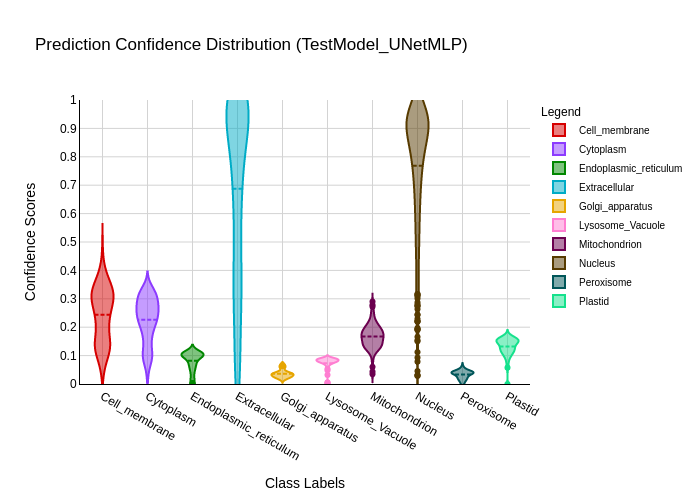 Prediction Confidence Distribution (TestModel_UNetMLP)
Legend
Cell_membrane
Cytoplasm
Endoplasmic_reticulum
Extracellular
Golgi_apparatus
Lysosome_Vacuole
Mitochondrion
Nucleus
Peroxisome
Plastid
Confidence Scores
1
0.9
0.8
0.7
0.6
0.5
0.4
0.3
0.2
0.1
0
Cell_membrane
Cytoplasm
Endoplasmic_reticulum
Extracellular
Golgi_apparatus
Lysosome_Vacuole
Mitochondrion
Nucleus
Peroxisome
Plastid
Class Labels